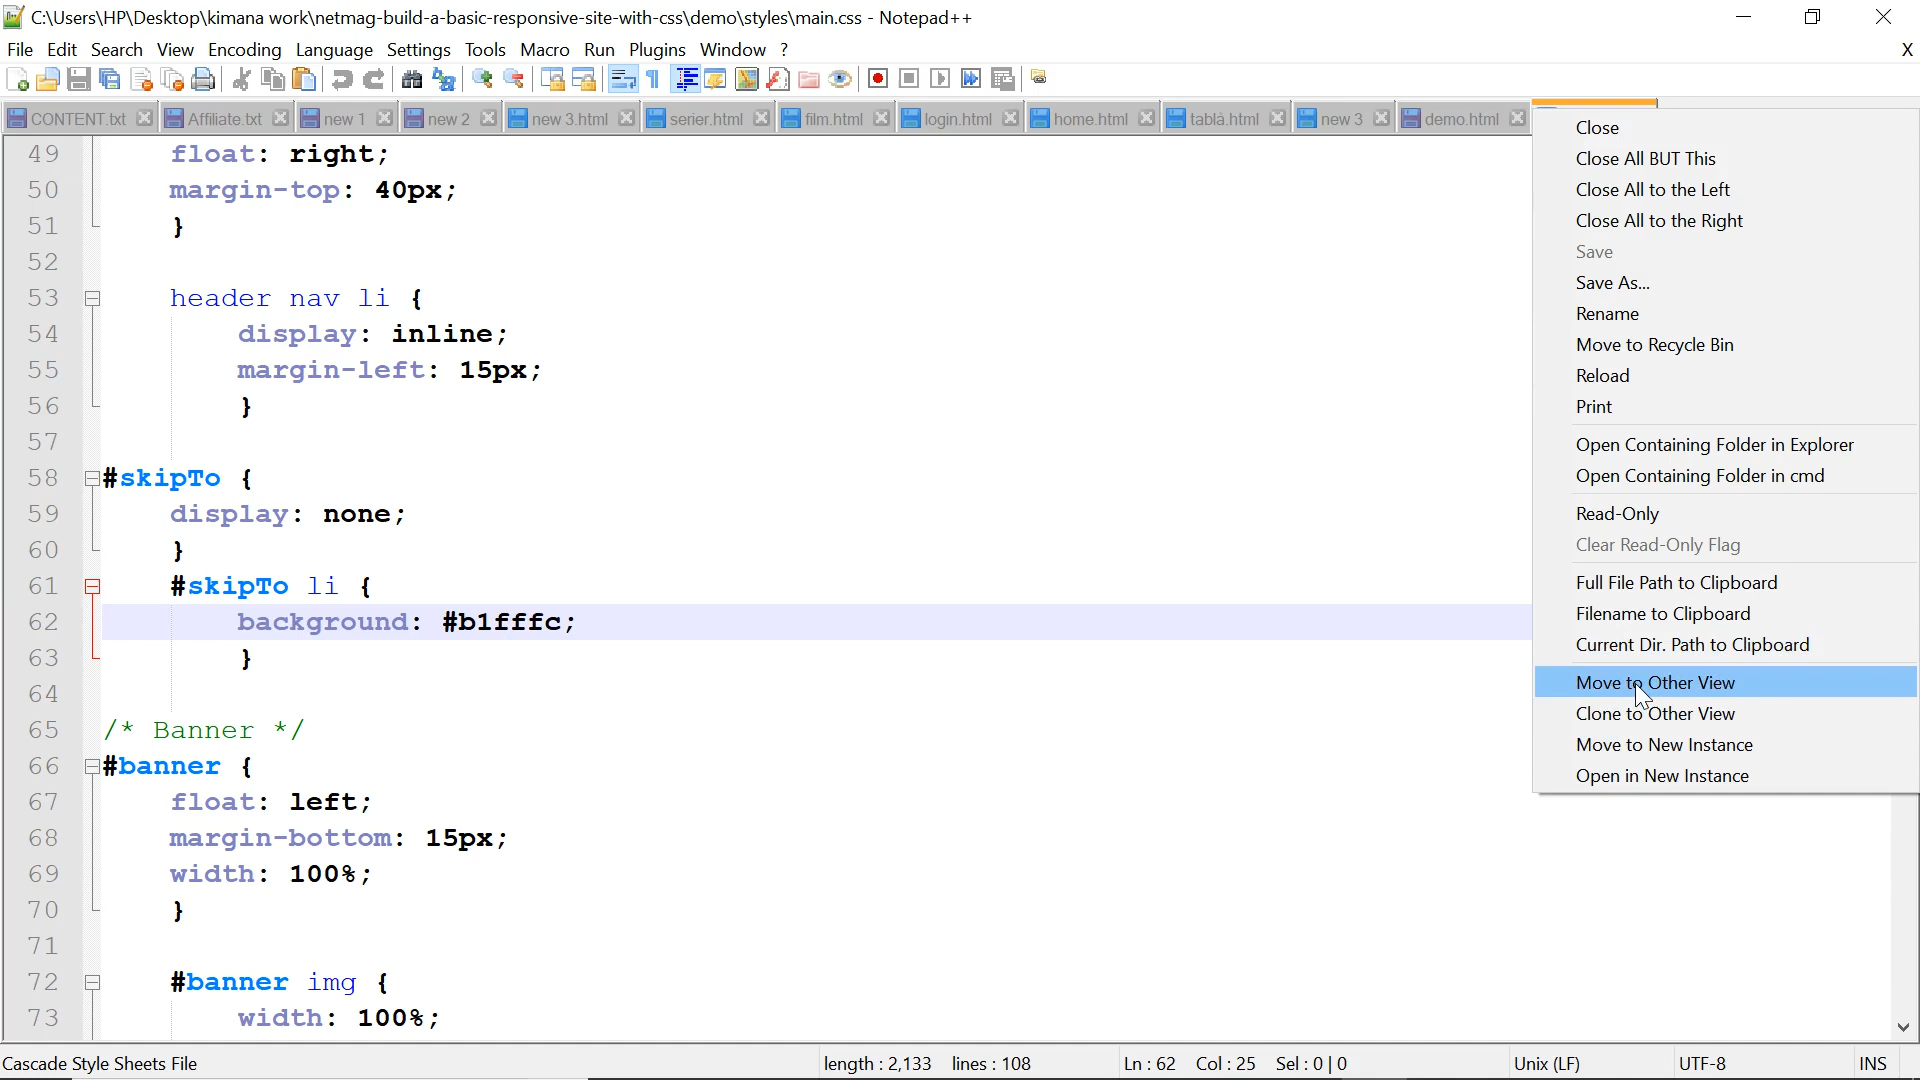 C:\Users\HP\Desktop\kimana work\netmag-build-a-basic-responsive-site-with-css\demo\styles\main.css - Notepad++
File Edit Search View Encoding Language Settings Tools Macro Run Plugins Window ? X
CONTENT.txt Affiliate.txt new 1 new 2 new 3.html serier.html film.html login.html home.html tablå.html new 3 demo.html
49 float: right;
50 margin-top: 40px;
51 }
52
53 header nav li {
54 display: inline;
55 margin-left: 15px;
56 }
57
58 #skipTo {
59 display: none;
60 }
61 #skipTo li {
62 background: #b1fffc;
63 }
64
65 /* Banner */
66 #banner {
67 float: left;
68 margin-bottom: 15px;
69 width: 100%;
70 }
71
72 #banner img {
73 width: 100%;
Close
Close All BUT This
Close All to the Left
Close All to the Right
Save
Save As...
Rename
Move to Recycle Bin
Reload
Print
Open Containing Folder in Explorer
Open Containing Folder in cmd
Read-Only
Clear Read-Only Flag
Full File Path to Clipboard
Filename to Clipboard
Current Dir. Path to Clipboard
Move to Other View
Clone to Other View
Move to New Instance
Open in New Instance
Cascade Style Sheets File length : 2,133 lines : 108 Ln : 62 Col : 25 Sel : 0 | 0 Unix (LF) UTF-8 INS